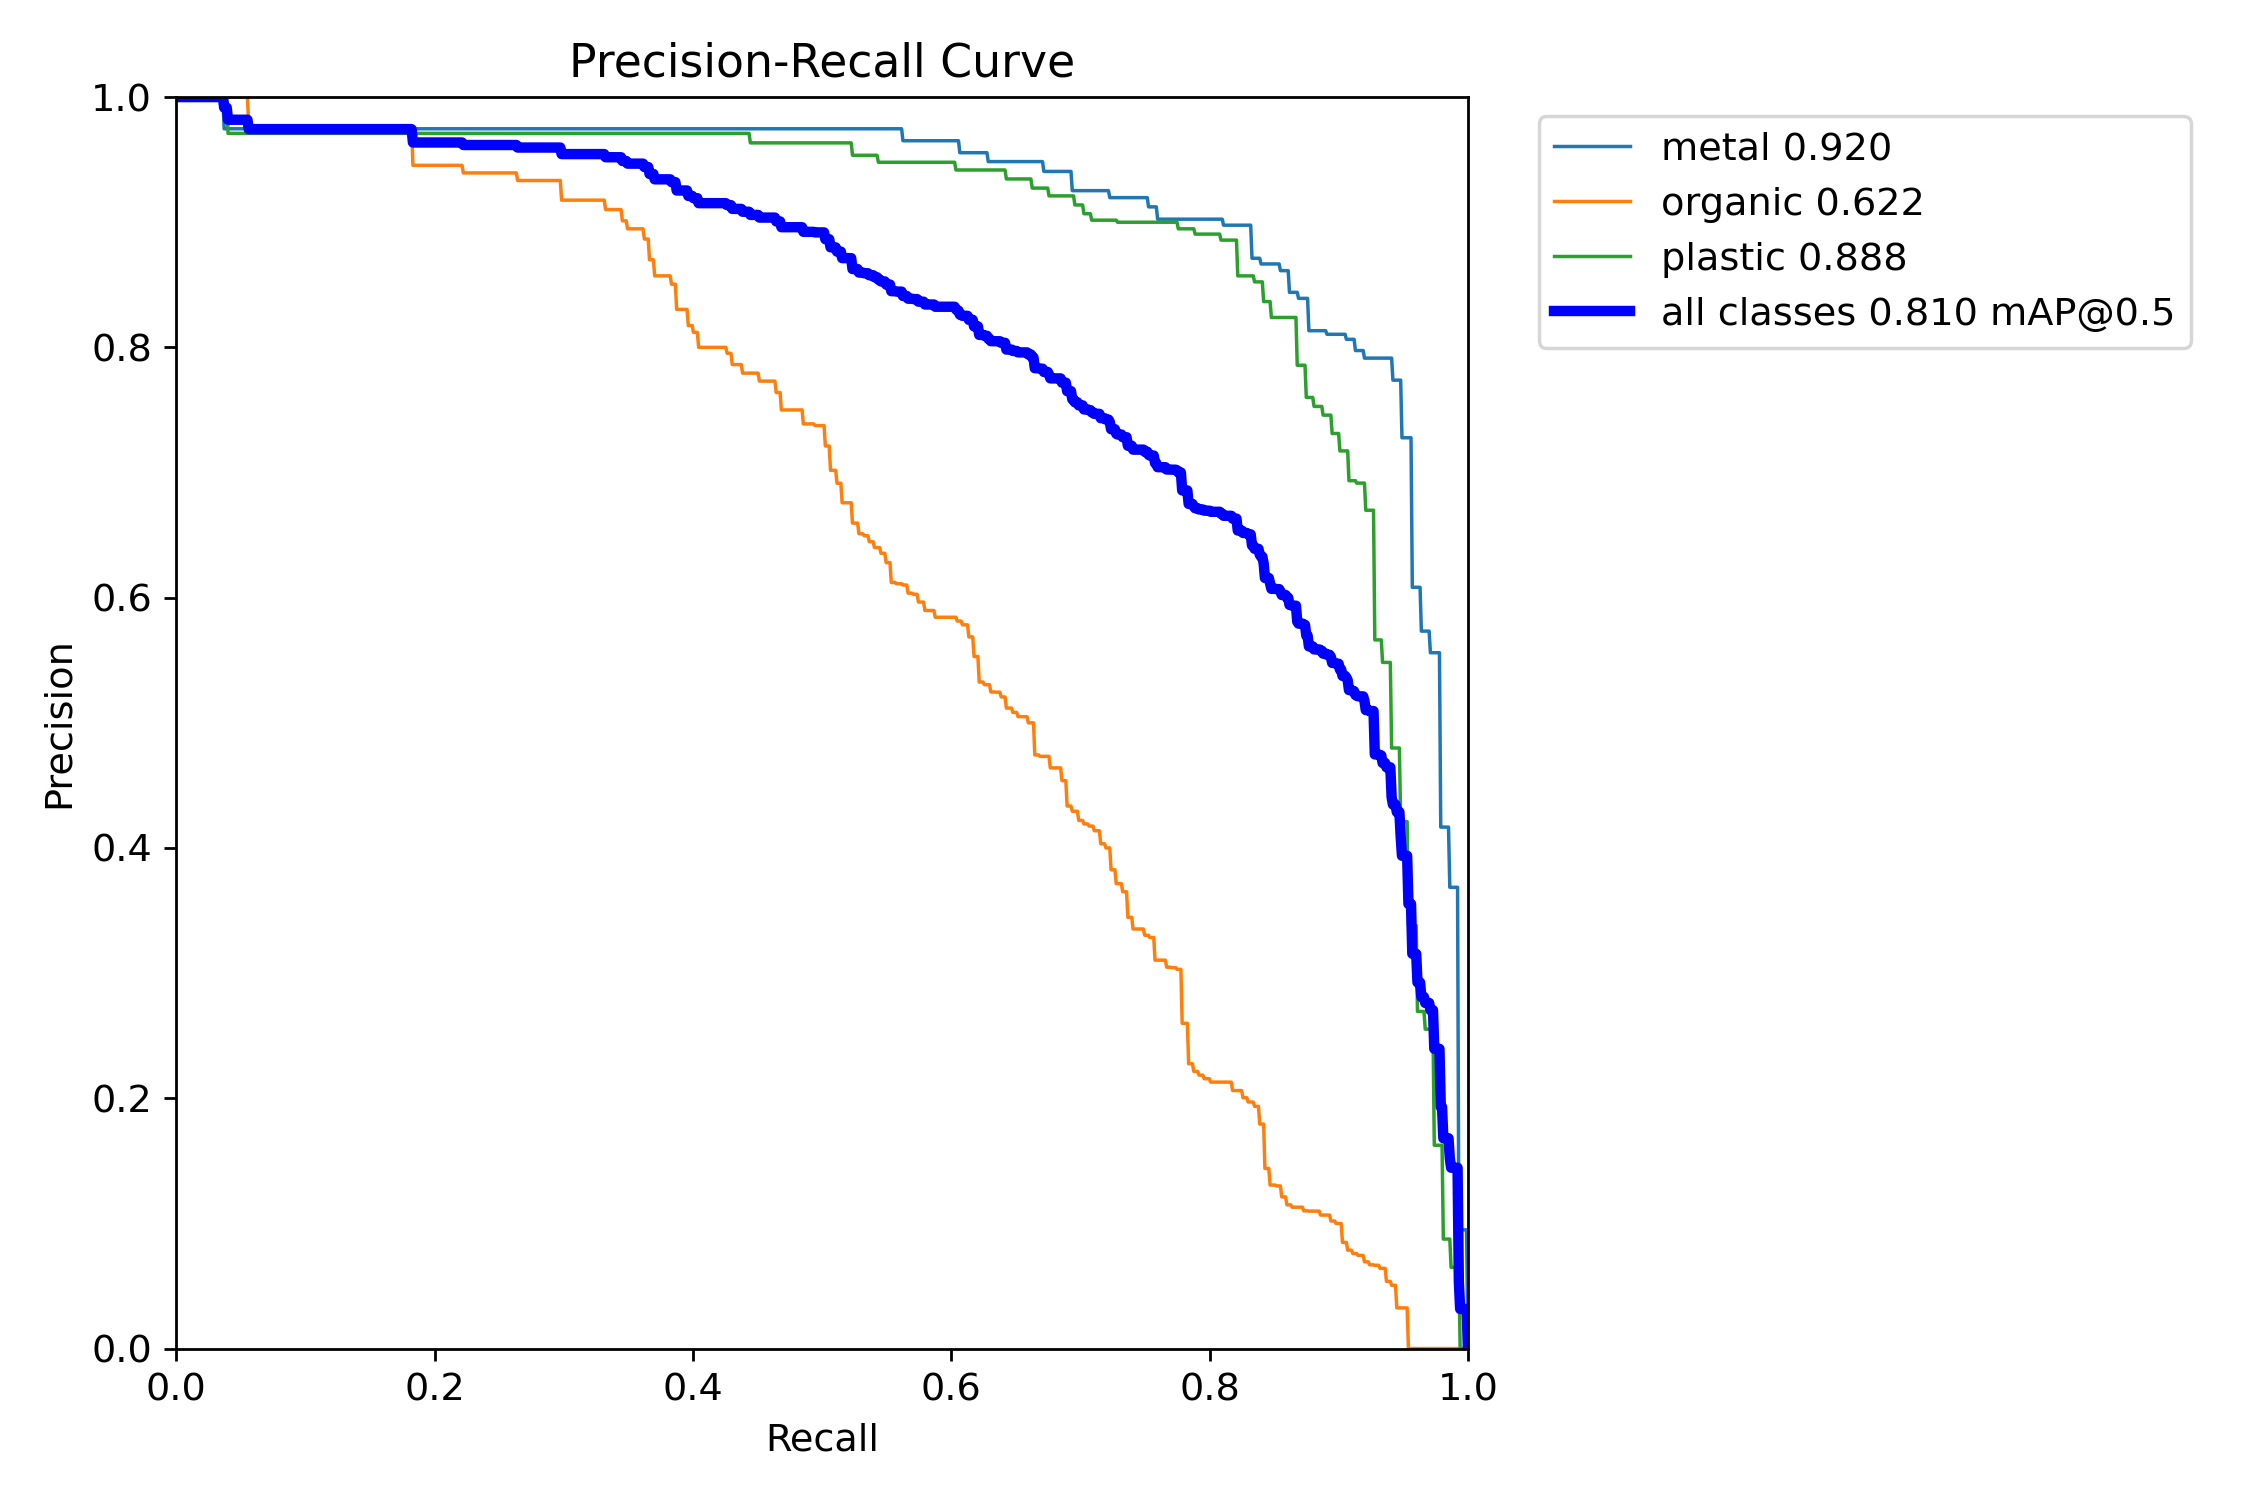 Precision-Recall Curve
1.0
0.8
0.6
0.4
0.2
0.0
Precision
0.0 0.2 0.4 0.6 0.8 1.0
Recall
metal 0.920
organic 0.622
plastic 0.888
all classes 0.810 mAP@0.5